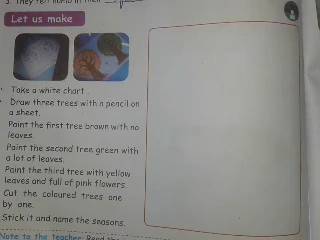 3. They felt numb in their
Let us make
Take a white chart .
Draw three trees with a pencil on
a sheet.
Paint the first tree brown with no
leaves.
Paint the second tree green with
a lot of leaves.
Paint the third tree with yellow
leaves and full of pink flowers.
Cut the coloured trees one
by one.
Stick it and name the seasons.
Note to the teacher: Read the